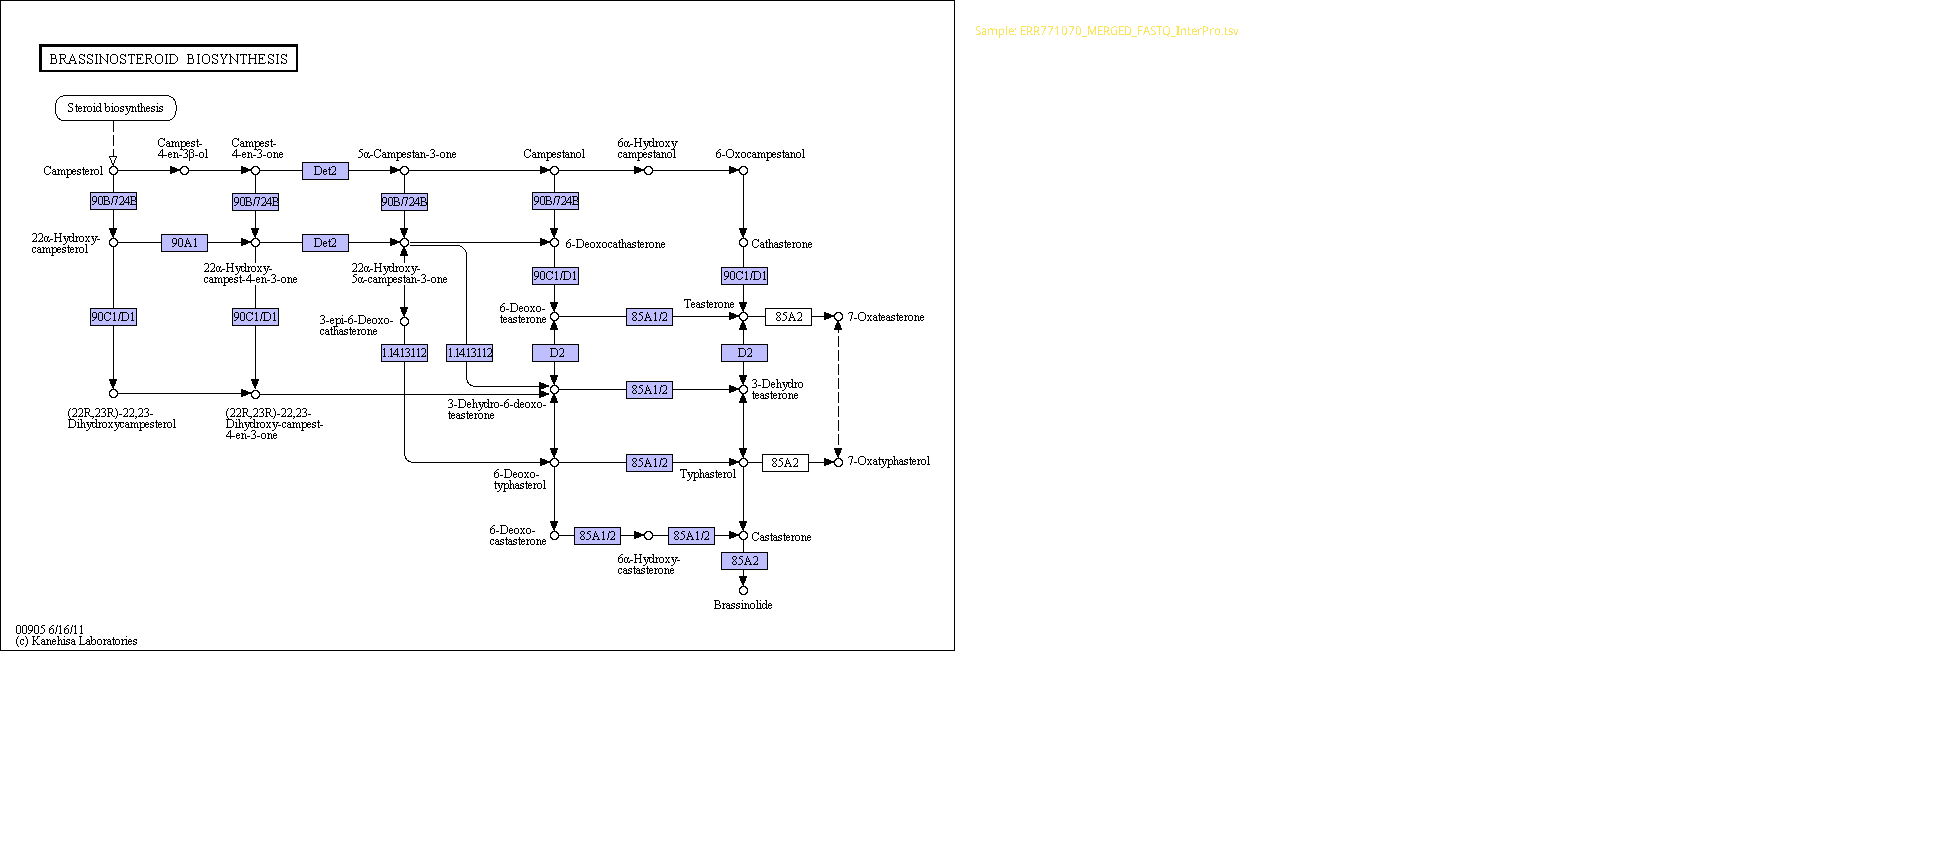 Sample: ERR771070_MERGED_FASTQ_InterPro.tsv
BRASSINOSTEROID BIOSYNTHESIS
Steroid biosynthesis
Campest-
4-en-3β-ol
Campest-
4-en-3-one
5α-Campestan-3-one
Campestanol
6α-Hydroxy
campestanol
6-Oxocampestanol
Campesterol
Det2
90B/724B
90B/724B
90B/724B
90B/724B
22α-Hydroxy-
campesterol
90A1
Det2
6-Deoxocathasterone
Cathasterone
22α-Hydroxy-
campest-4-en-3-one
22α-Hydroxy-
5α-campestan-3-one
90C1/D1
90C1/D1
90C1/D1
90C1/D1
3-epi-6-Deoxo-
cathasterone
6-Deoxo-
teasterone
85A1/2
Teasterone
85A2
7-Oxateasterone
1.14.13.112
1.14.13.112
D2
D2
85A1/2
3-Dehydro
teasterone
3-Dehydro-6-deoxo-
teasterone
(22R,23R)-22,23-
Dihydroxycampesterol
(22R,23R)-22,23-
Dihydroxy-campest-
4-en-3-one
6-Deoxo-
typhasterol
85A1/2
Typhasterol
85A2
7-Oxatyphasterol
6-Deoxo-
castasterone
85A1/2
85A1/2
Castasterone
6α-Hydroxy-
castasterone
85A2
Brassinolide
00905 6/16/11
(c) Kanehisa Laboratories